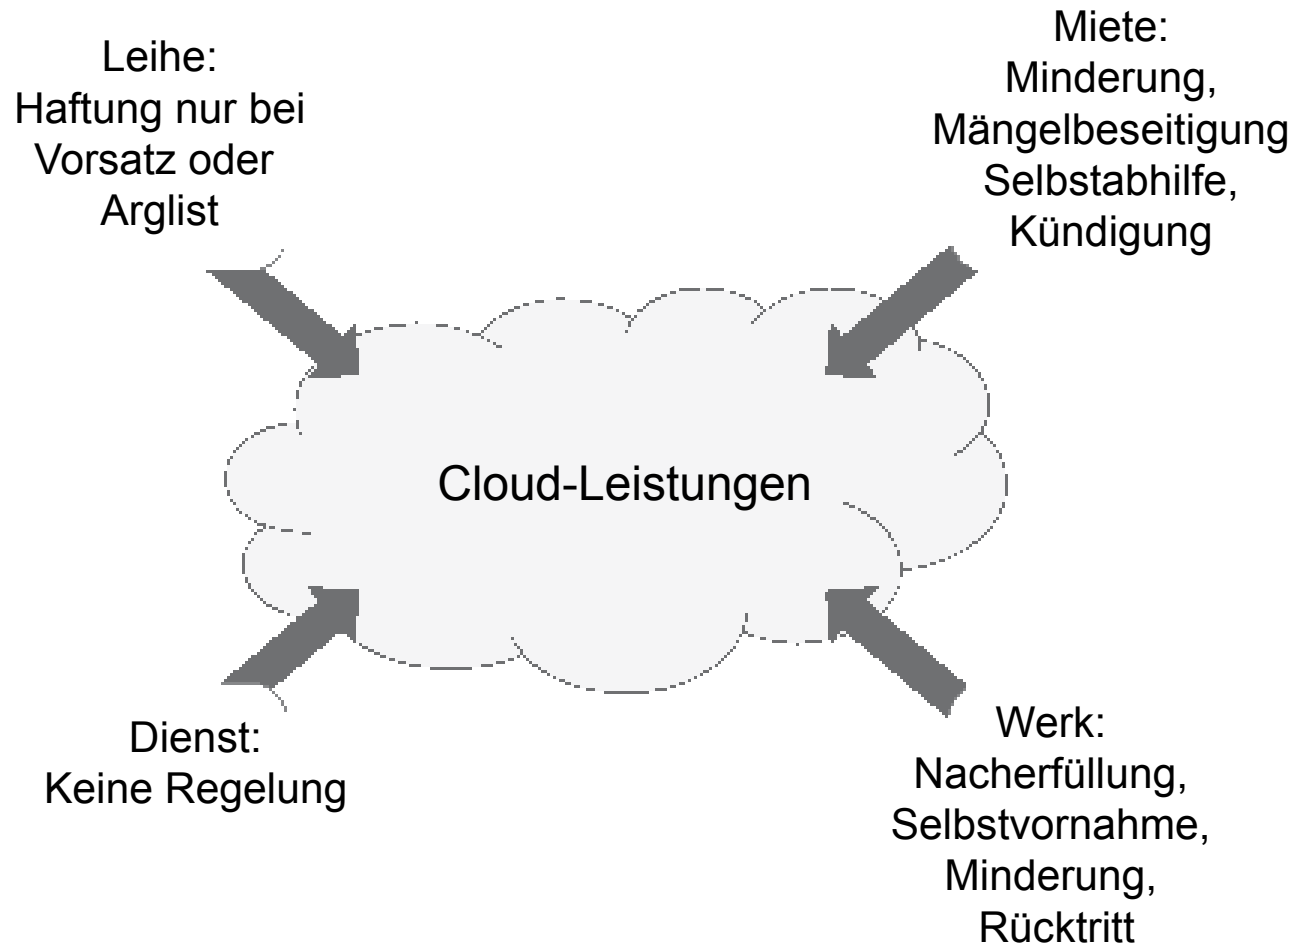 Leihe:
Haftung nur bei
Vorsatz oder
Arglist
Miete:
Minderung,
Mängelbeseitigung
Selbstabhilfe,
Kündigung
Cloud-Leistungen
Dienst:
Keine Regelung
Werk:
Nacherfüllung,
Selbstvornahme,
Minderung,
Rücktritt